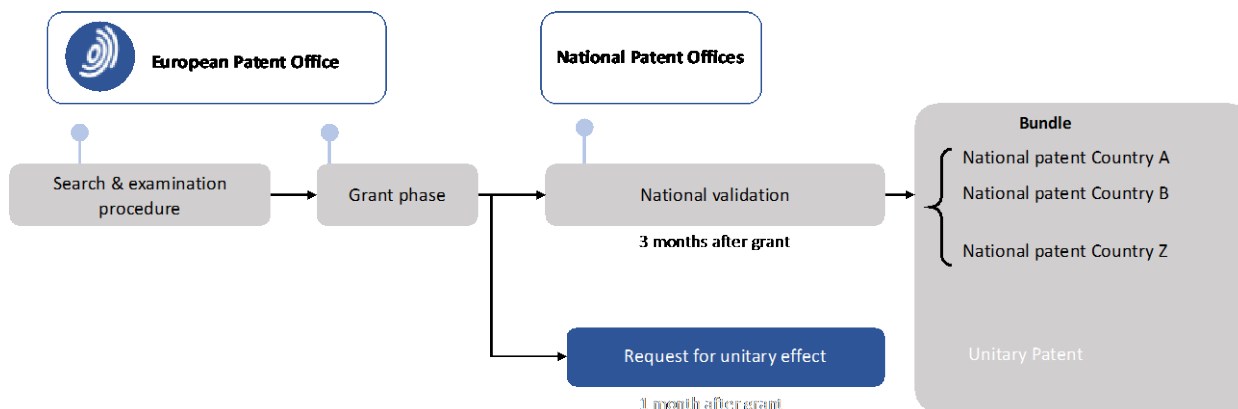 European Patent Office
National Patent Offices
Search & examination
procedure
Grant phase
National validation
3 months after grant
Request for unitary effect
1 month after grant
Bundle
National patent Country A
National patent Country B
National patent Country Z
Unitary Patent